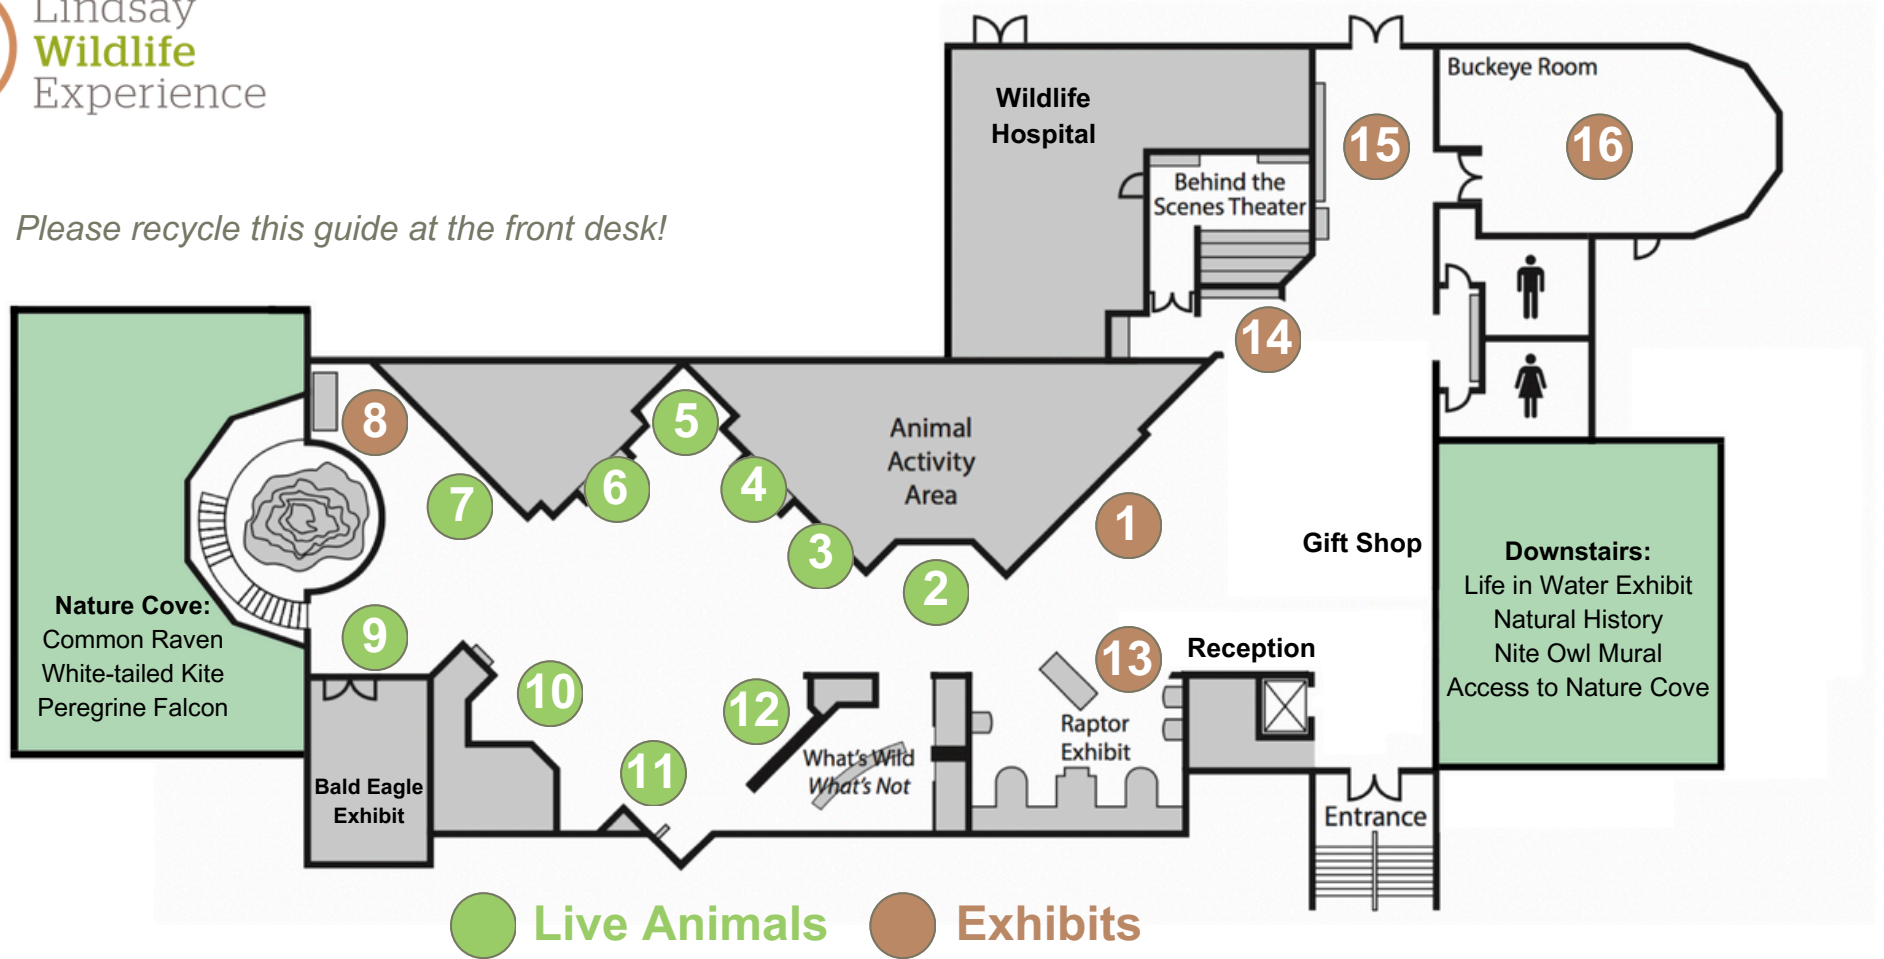 Lindsay
Wildlife
Experience
Please recycle this guide at the front desk!
Wildlife
Hospital
Behind the
Scenes Theater
15
Buckeye Room
16
14
8
7
6
5
4
3
Animal
Activity
Area
2
1
Gift Shop
Downstairs:
Life in Water Exhibit
Natural History
Nite Owl Mural
Access to Nature Cove
Nature Cove:
Common Raven
White-tailed Kite
Peregrine Falcon
9
10
11
12
13
Reception
Raptor
Exhibit
What's Wild
What's Not
Bald Eagle
Exhibit
Entrance
Live Animals
Exhibits